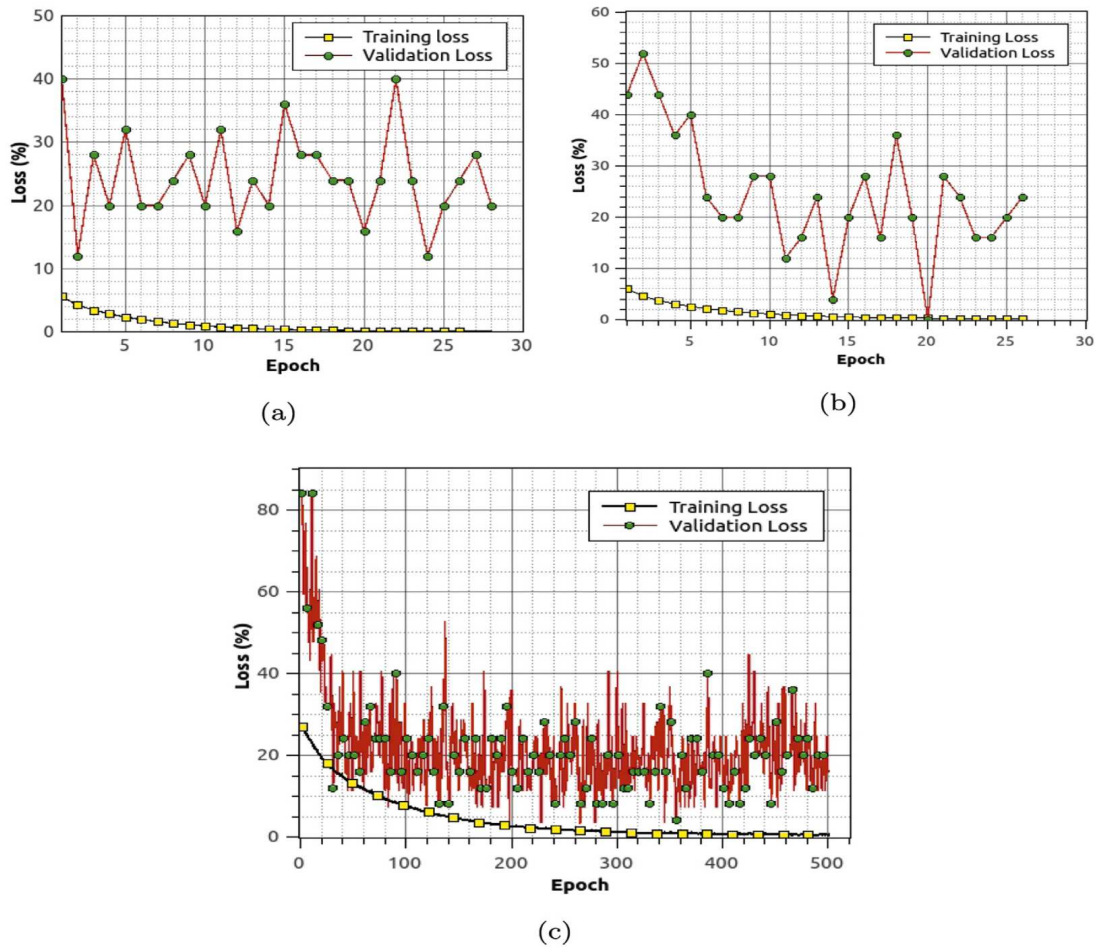 50
40
30
20
10
0
Loss (%)
Training loss
Validation Loss
5 10 15 20 25 30
Epoch
(a)
60
50
40
30
20
10
0
Loss (%)
Training Loss
Validation Loss
5 10 15 20 25 30
Epoch
(b)
80
60
40
20
0
Loss (%)
Training Loss
Validation Loss
0 100 200 300 400 500
Epoch
(c)